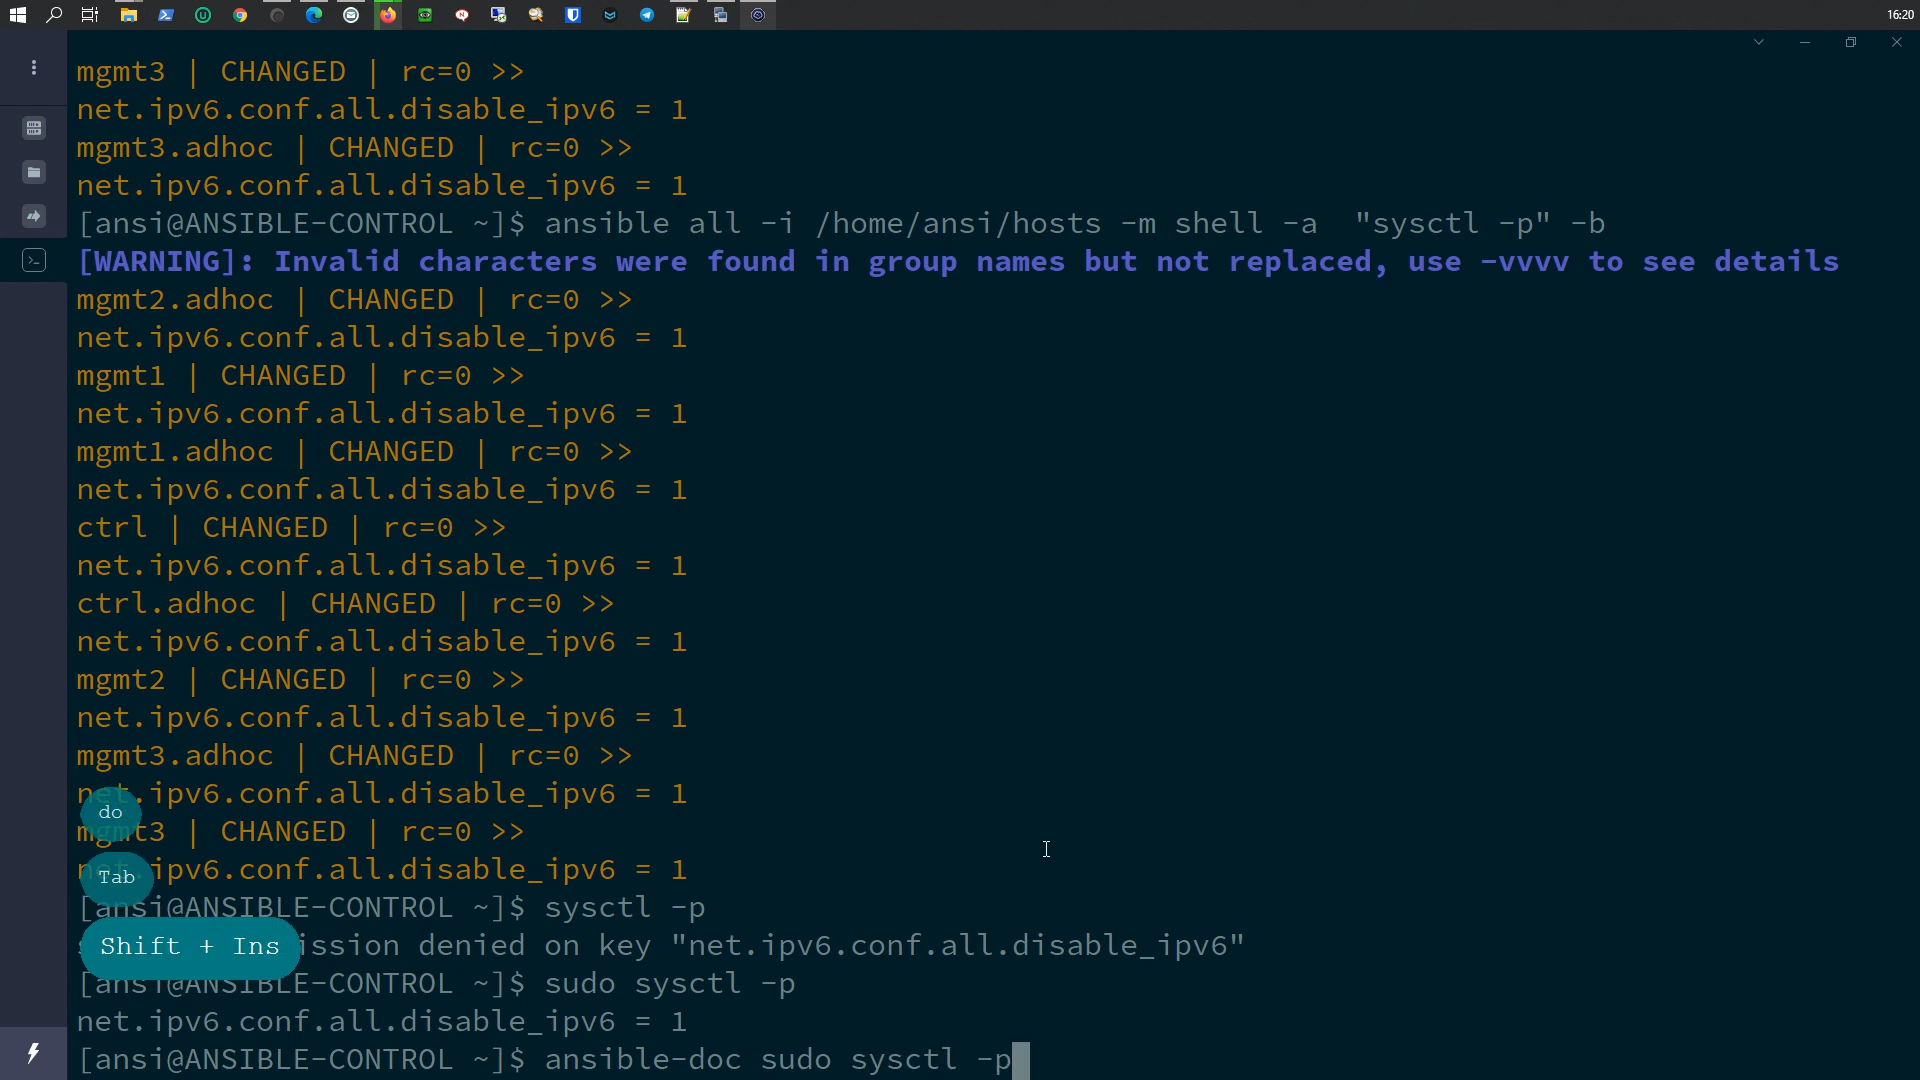 16:20
mgmt3 | CHANGED | rc=0 >>
net.ipv6.conf.all.disable_ipv6 = 1
mgmt3.adhoc | CHANGED | rc=0 >>
net.ipv6.conf.all.disable_ipv6 = 1
[ansi@ANSIBLE-CONTROL ~]$ ansible all -i /home/ansi/hosts -m shell -a  "sysctl -p" -b
[WARNING]: Invalid characters were found in group names but not replaced, use -vvvv to see details
mgmt2.adhoc | CHANGED | rc=0 >>
net.ipv6.conf.all.disable_ipv6 = 1
mgmt1 | CHANGED | rc=0 >>
net.ipv6.conf.all.disable_ipv6 = 1
mgmt1.adhoc | CHANGED | rc=0 >>
net.ipv6.conf.all.disable_ipv6 = 1
ctrl | CHANGED | rc=0 >>
net.ipv6.conf.all.disable_ipv6 = 1
ctrl.adhoc | CHANGED | rc=0 >>
net.ipv6.conf.all.disable_ipv6 = 1
mgmt2 | CHANGED | rc=0 >>
net.ipv6.conf.all.disable_ipv6 = 1
mgmt3.adhoc | CHANGED | rc=0 >>
net.ipv6.conf.all.disable_ipv6 = 1
do
mgmt3 | CHANGED | rc=0 >>
net.ipv6.conf.all.disable_ipv6 = 1
Tab
[ansi@ANSIBLE-CONTROL ~]$ sysctl -p
Shift + Ins
ission denied on key "net.ipv6.conf.all.disable_ipv6"
[ansi@ANSIBLE-CONTROL ~]$ sudo sysctl -p
net.ipv6.conf.all.disable_ipv6 = 1
[ansi@ANSIBLE-CONTROL ~]$ ansible-doc sudo sysctl -p